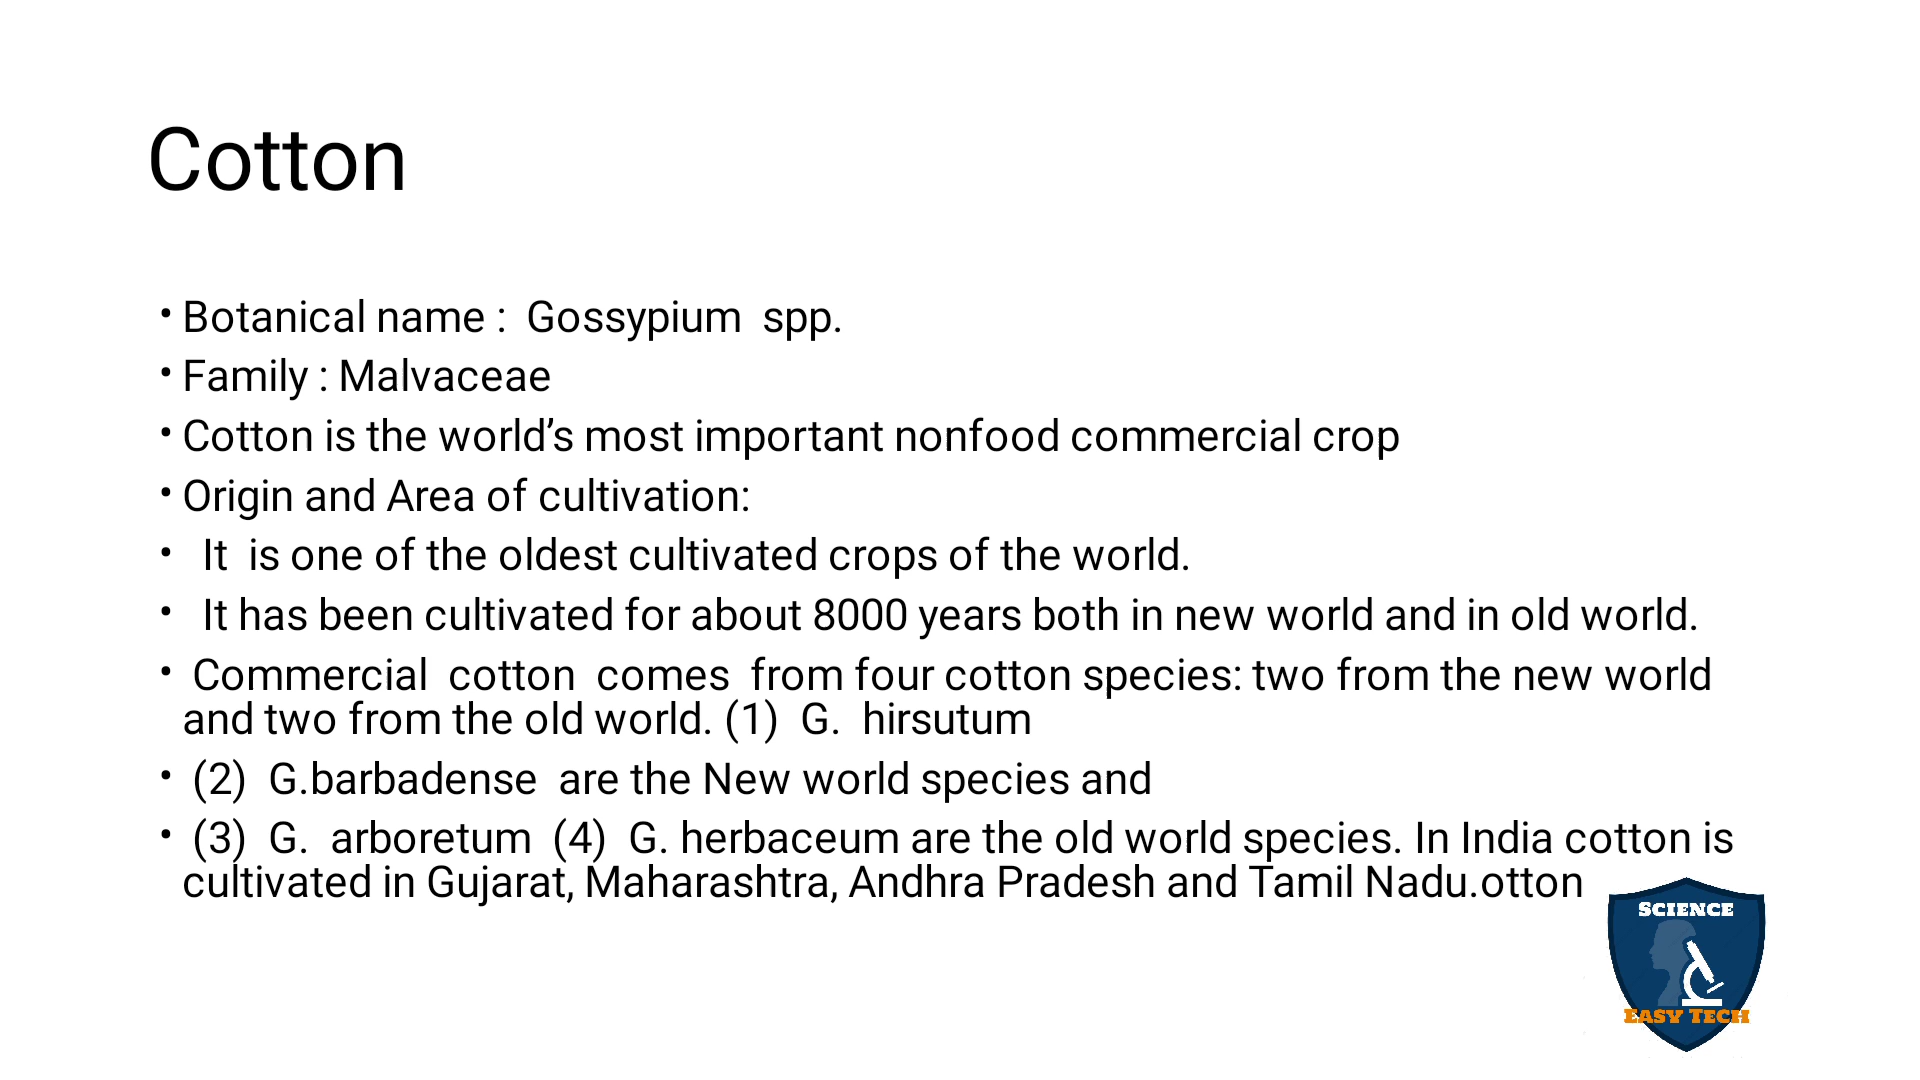 Cotton
• Botanical name :  Gossypium  spp.
• Family : Malvaceae
• Cotton is the world’s most important nonfood commercial crop
• Origin and Area of cultivation:
•  It  is one of the oldest cultivated crops of the world.
•  It has been cultivated for about 8000 years both in new world and in old world.
• Commercial  cotton  comes  from four cotton species: two from the new world
and two from the old world. (1)  G.  hirsutum
• (2)  G.barbadense  are the New world species and
• (3)  G.  arboretum  (4)  G. herbaceum are the old world species. In India cotton is
cultivated in Gujarat, Maharashtra, Andhra Pradesh and Tamil Nadu.otton
SCIENCE
EASY TECH